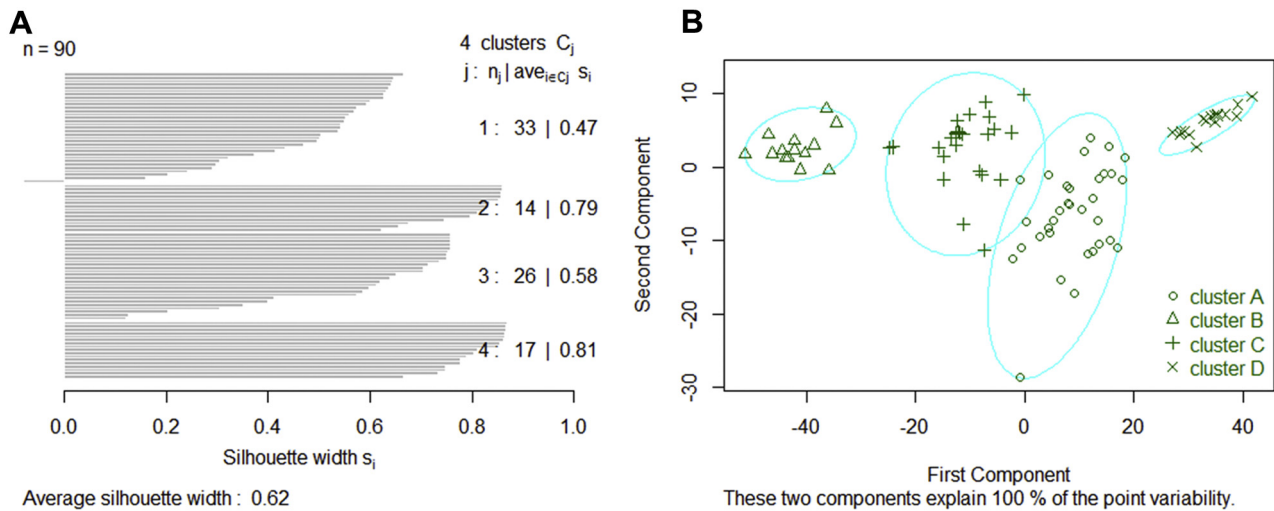 A
n = 90
4 clusters Cj
j : nj | avei∈Cj si
1 : 33 | 0.47
2 : 14 | 0.79
3 : 26 | 0.58
4 : 17 | 0.81
0.0 0.2 0.4 0.6 0.8 1.0
Silhouette width si
Average silhouette width : 0.62
B
Second Component
10
0
-10
-20
-30
cluster A
cluster B
cluster C
cluster D
-40 -20 0 20 40
First Component
These two components explain 100 % of the point variability.